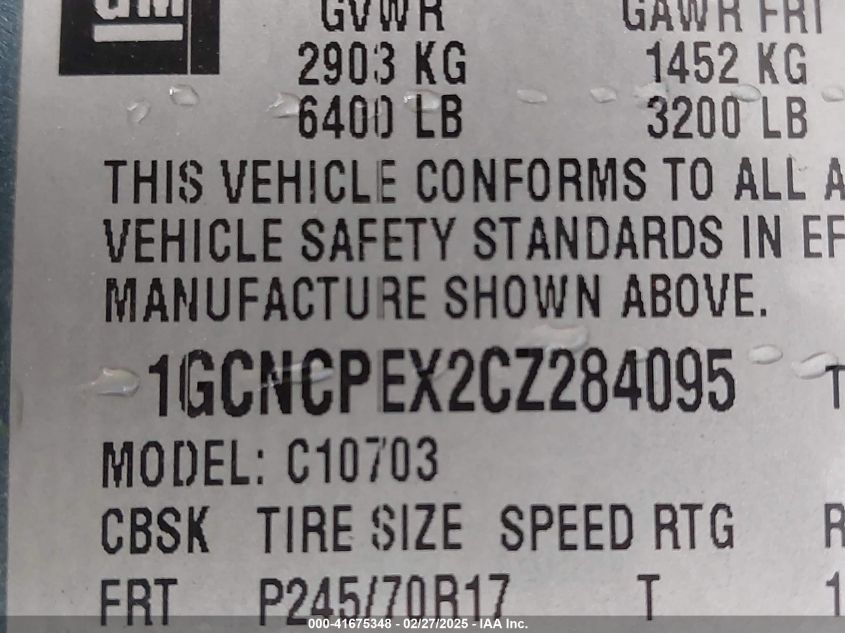 GM
GVWR GAWR FRT
2903 KG 1452 KG
6400 LB 3200 LB
THIS VEHICLE CONFORMS TO ALL A
VEHICLE SAFETY STANDARDS IN EF
MANUFACTURE SHOWN ABOVE.
1GCNCPEX2CZ284095 T
MODEL: C10703
CBSK TIRE SIZE SPEED RTG R
FRT P245/70R17 T 1
000-41675348 - 02/27/2025 - IAA Inc.